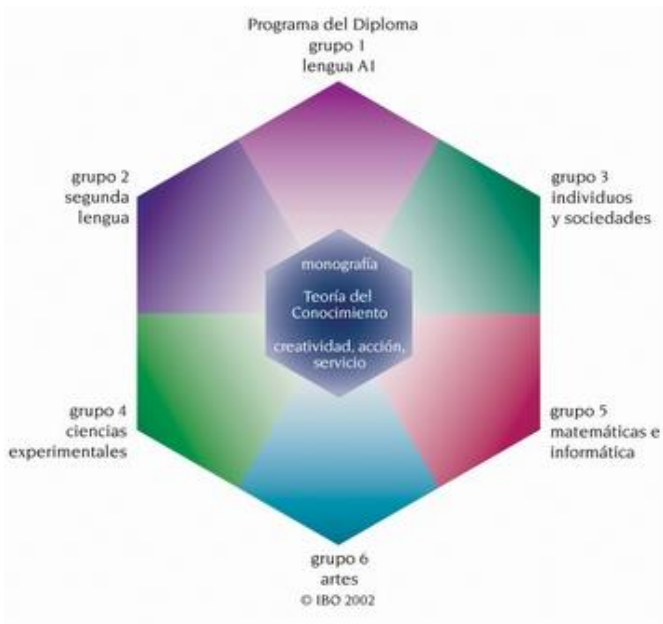 Programa del Diploma
grupo 1
lengua A1
grupo 2
segunda
lengua
grupo 3
individuos
y sociedades
monografía
Teoría del
Conocimiento
creatividad, acción,
servicio
grupo 4
ciencias
experimentales
grupo 5
matemáticas e
informática
grupo 6
artes
© IBO 2002